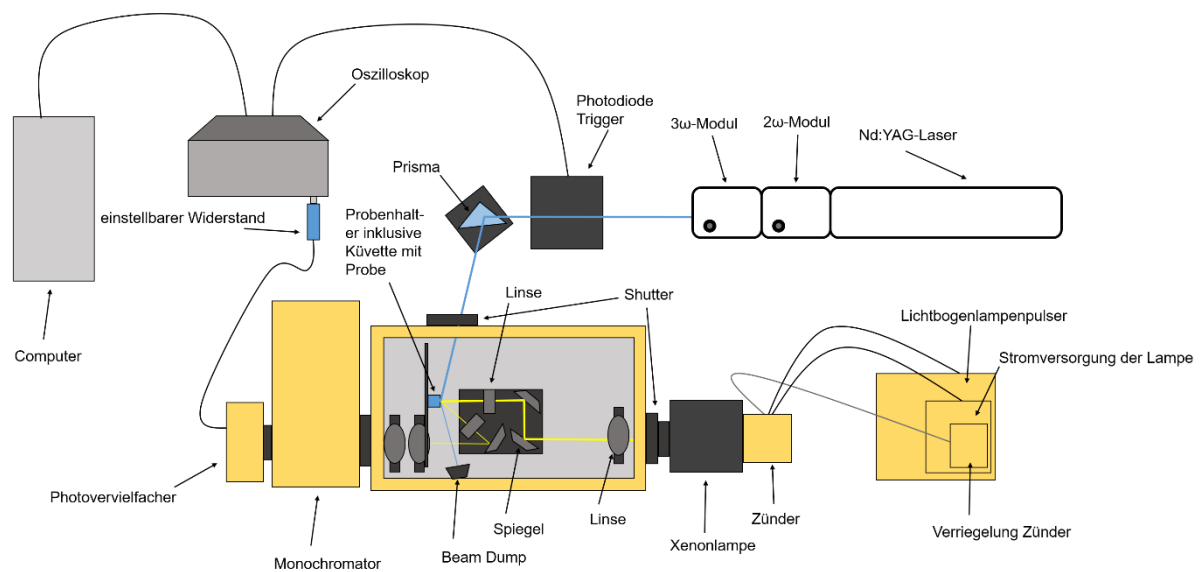 Oszilloskop
Photodiode
Trigger
3ω-Modul
2ω-Modul
Nd:YAG-Laser
Prisma
einstellbarer Widerstand
Probenhalt-
er inklusive
Küvette mit
Probe
Linse
Shutter
Lichtbogenlampenpulser
Stromversorgung der Lampe
Computer
Photovervielfacher
Monochromator
Beam Dump
Spiegel
Linse
Xenonlampe
Zünder
Verriegelung Zünder